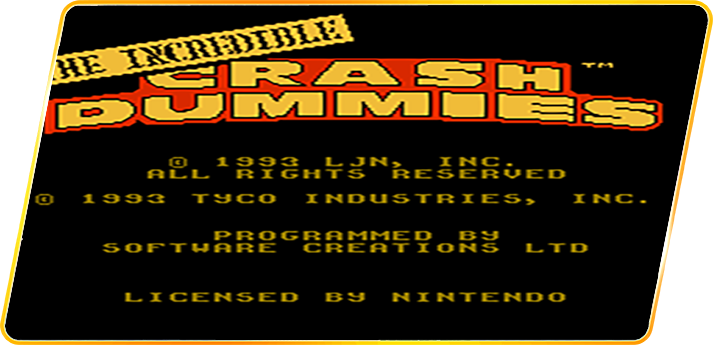 THE INCREDIBLE
CRASH™
DUMMIES
© 1993 LJN, INC.
ALL RIGHTS RESERVED
© 1993 TYCO INDUSTRIES, INC.
PROGRAMMED BY
SOFTWARE CREATIONS LTD
LICENSED BY NINTENDO